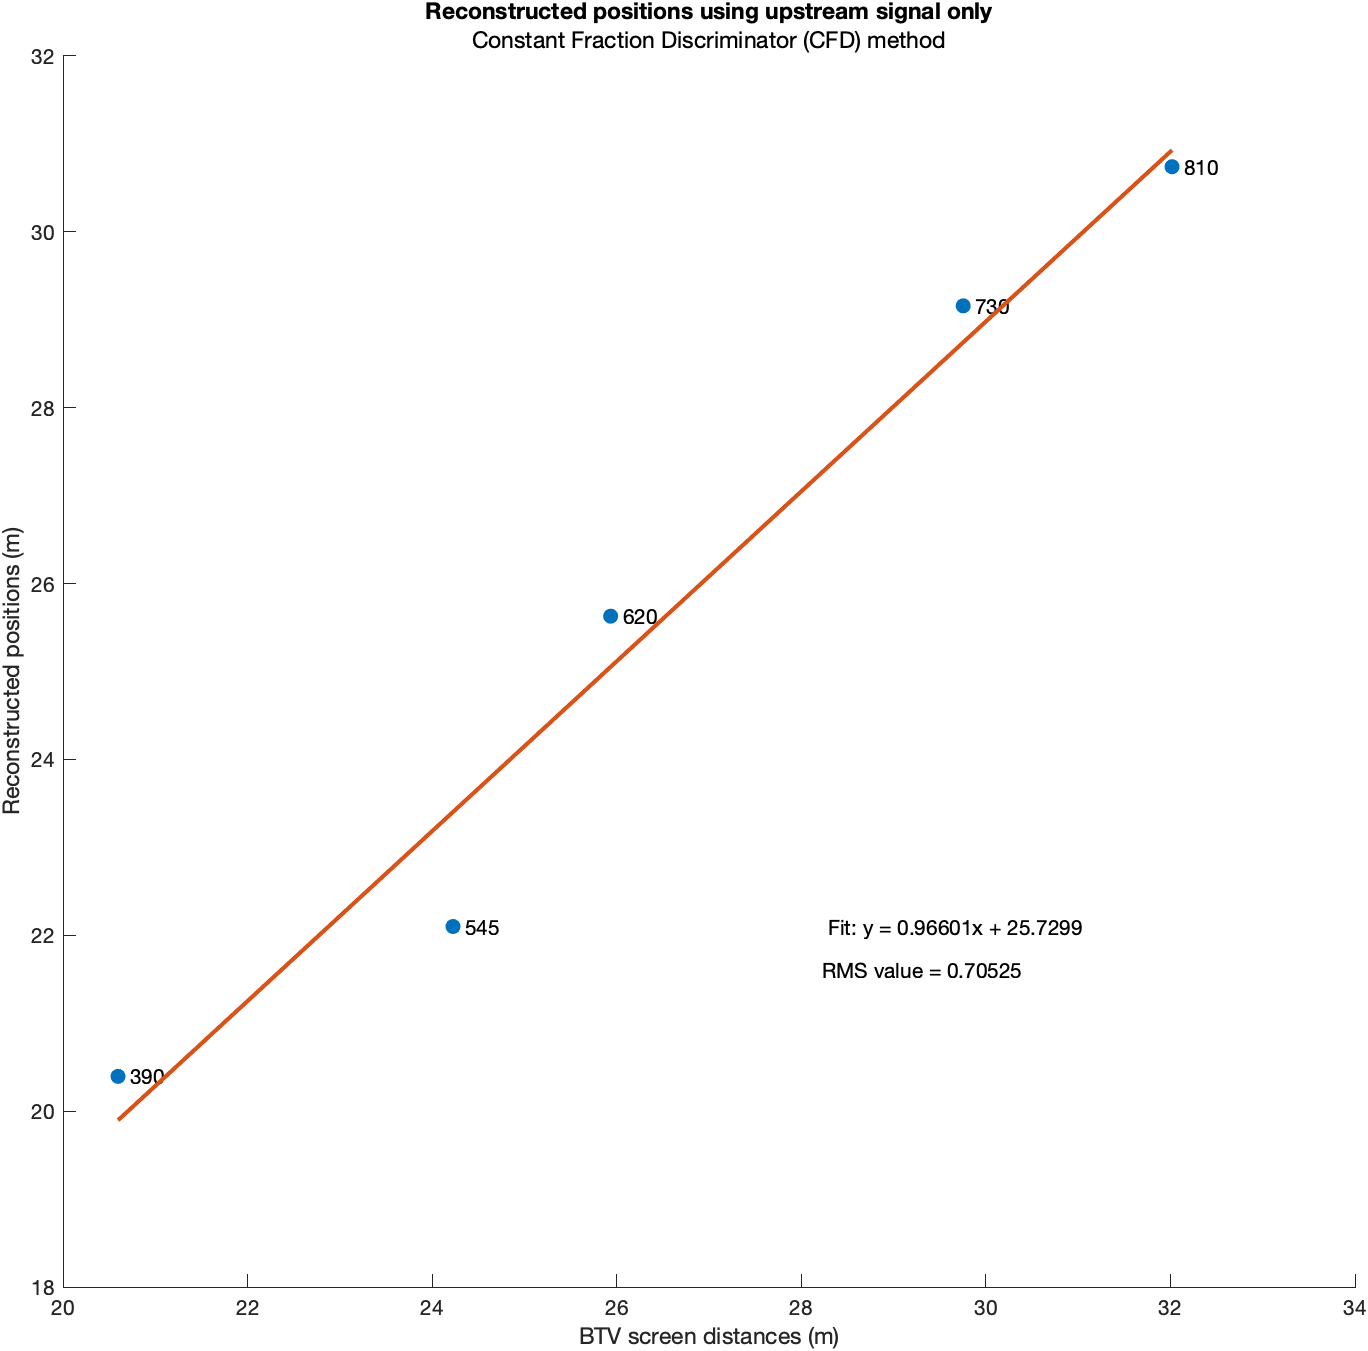 Reconstructed positions using upstream signal only
Constant Fraction Discriminator (CFD) method
32
30
28
26
24
22
20
18
Reconstructed positions (m)
810
730
620
545
390
Fit: y = 0.96601x + 25.7299
RMS value = 0.70525
20 22 24 26 28 30 32 34
BTV screen distances (m)